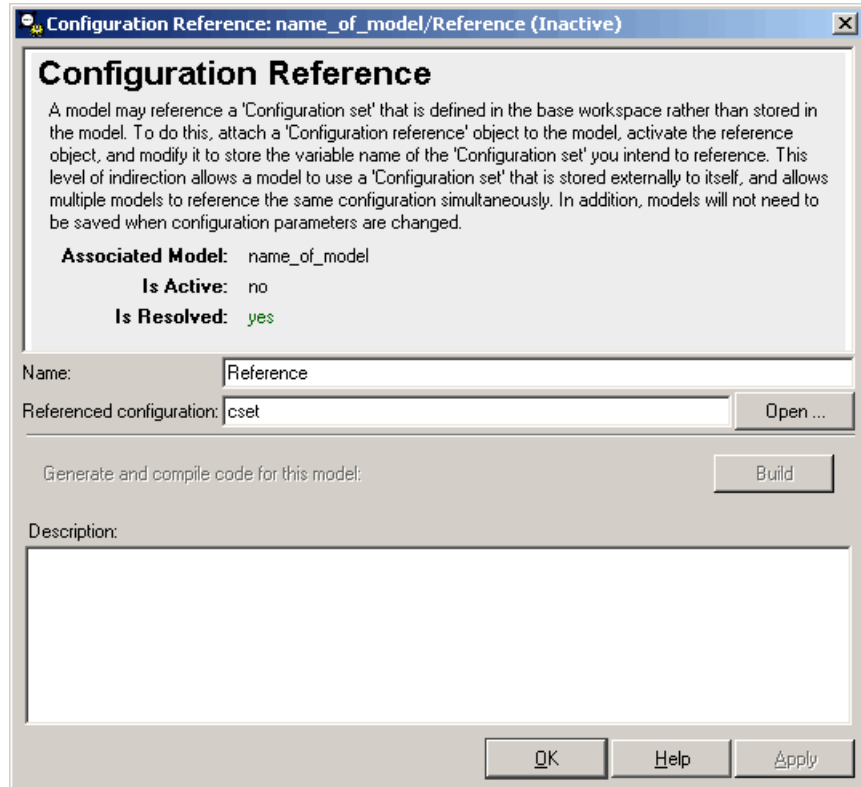 Configuration Reference: name_of_model/Reference (Inactive)
Configuration Reference
A model may reference a 'Configuration set' that is defined in the base workspace rather than stored in
the model. To do this, attach a 'Configuration reference' object to the model, activate the reference
object, and modify it to store the variable name of the 'Configuration set' you intend to reference. This
level of indirection allows a model to use a 'Configuration set' that is stored externally to itself, and allows
multiple models to reference the same configuration simultaneously. In addition, models will not need to
be saved when configuration parameters are changed.
Associated Model: name_of_model
Is Active: no
Is Resolved: yes
Name: Reference
Referenced configuration: cset Open ...
Generate and compile code for this model: Build
Description:
OK Help Apply